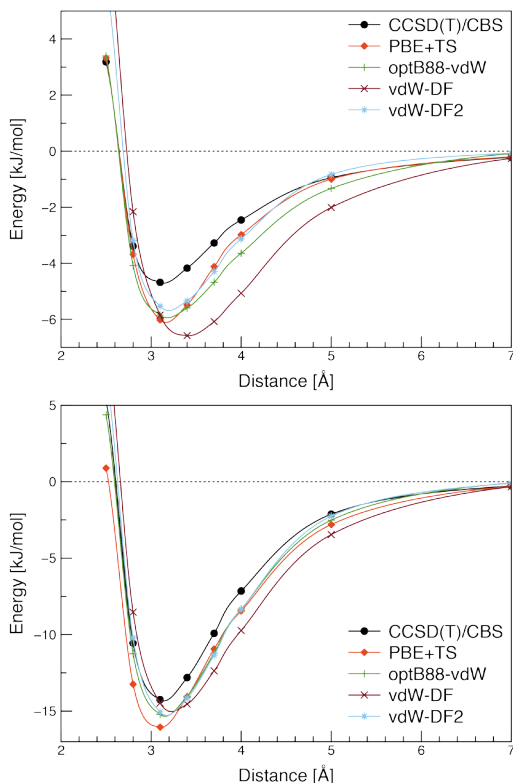 CCSD(T)/CBS
PBE+TS
optB88-vdW
vdW-DF
vdW-DF2
Energy [kJ/mol]
4
2
0
-2
-4
-6
2 3 4 5 6 7
Distance [Å]
5
0
-5
-10
-15
Energy [kJ/mol]
CCSD(T)/CBS
PBE+TS
optB88-vdW
vdW-DF
vdW-DF2
2 3 4 5 6 7
Distance [Å]